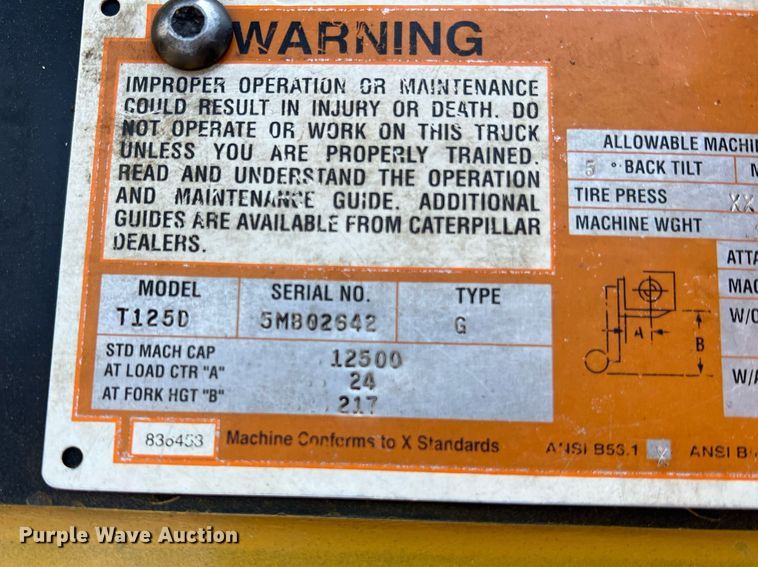 WARNING
IMPROPER OPERATION OR MAINTENANCE
COULD RESULT IN INJURY OR DEATH. DO
NOT OPERATE OR WORK ON THIS TRUCK
UNLESS YOU ARE PROPERLY TRAINED.
READ AND UNDERSTAND THE OPERATION
AND MAINTENANCE GUIDE. ADDITIONAL
GUIDES ARE AVAILABLE FROM CATERPILLAR
DEALERS.
ALLOWABLE MACHI
5 ° BACK TILT
TIRE PRESS XX
MACHINE WGHT
MODEL SERIAL NO. TYPE
T125D 5MB02642 G
STD MACH CAP 12500
AT LOAD CTR "A" 24
AT FORK HGT "B" 217
ATTA
MAC
W/O
W/A
A
B
Machine Conforms to X Standards ANSI B56.1 X ANSI B
Purple Wave Auction